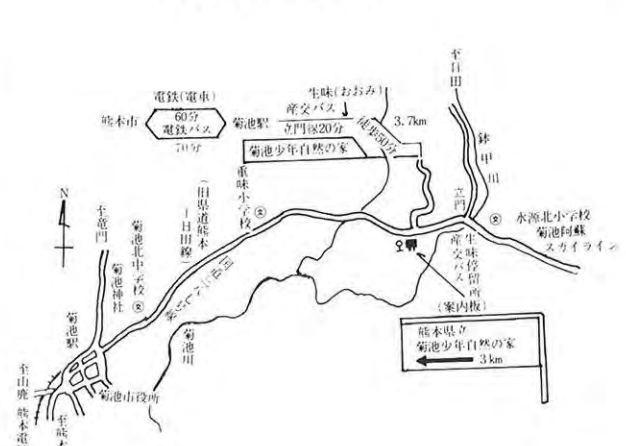 電鉄(電車)
熊本市
60分
電鉄バス
70分
菊池駅
生味(おおみ)
産交バス
立門線20分
徒歩50分
3.7km
菊池少年自然の家
至日田
鉾甲川
立門
水源北小学校
菊池阿蘇
スカイライン
生味停留所
産交バス
(案内板)
熊本県立
菊池少年自然の家
3km
重味小学校
(旧県道熊本
―日田線)
菊池川
N
至竜門
菊池北中学校
菊池神社
菊池駅
菊池市役所
至山鹿
熊本電
至熊本